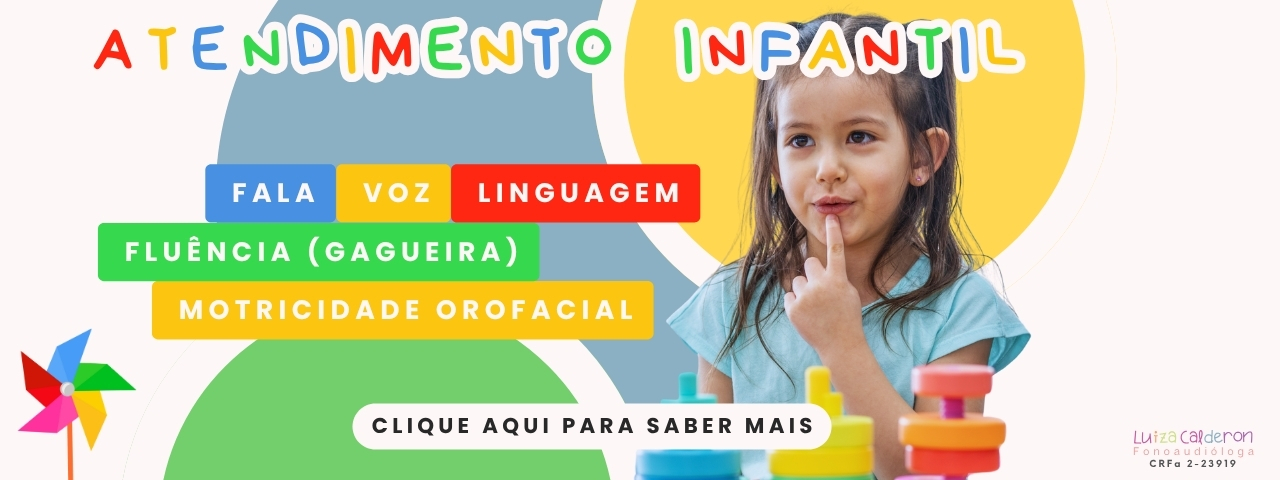 ATENDIMENTO INFANTIL
FALA VOZ LINGUAGEM
FLUÊNCIA (GAGUEIRA)
MOTRICIDADE OROFACIAL
CLIQUE AQUI PARA SABER MAIS
Luiza Calderon
Fonoaudióloga
CRFa 2-23919